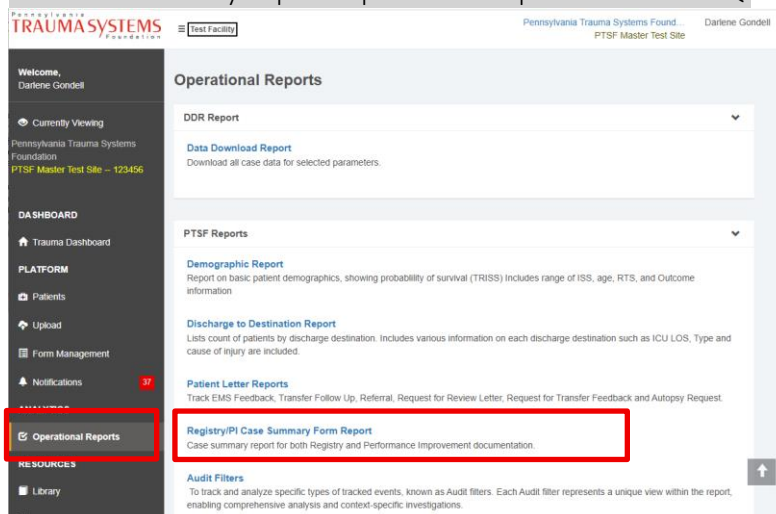 Pennsylvania
TRAUMA SYSTEMS
Foundation
Test Facility
Pennsylvania Trauma Systems Found...
PTSF Master Test Site
Darlene Gondell
Welcome,
Darlene Gondell
Currently Viewing
Pennsylvania Trauma Systems
Foundation
PTSF Master Test Site – 123456
DASHBOARD
Trauma Dashboard
PLATFORM
Patients
Upload
Form Management
Notifications 37
Operational Reports
RESOURCES
Library
Operational Reports
DDR Report
Data Download Report
Download all case data for selected parameters.
PTSF Reports
Demographic Report
Report on basic patient demographics, showing probablility of survival (TRISS) Includes range of ISS, age, RTS, and Outcome
information
Discharge to Destination Report
Lists count of patients by discharge destination. Includes various information on each discharge destination such as ICU LOS, Type and
cause of injury are included.
Patient Letter Reports
Track EMS Feedback, Transfer Follow Up, Referral, Request for Review Letter, Request for Transfer Feedback and Autopsy Request.
Registry/PI Case Summary Form Report
Case summary report for both Registry and Performance Improvement documentation.
Audit Filters
To track and analyze specific types of tracked events, known as Audit filters. Each Audit filter represents a unique view within the report,
enabling comprehensive analysis and context-specific investigations.